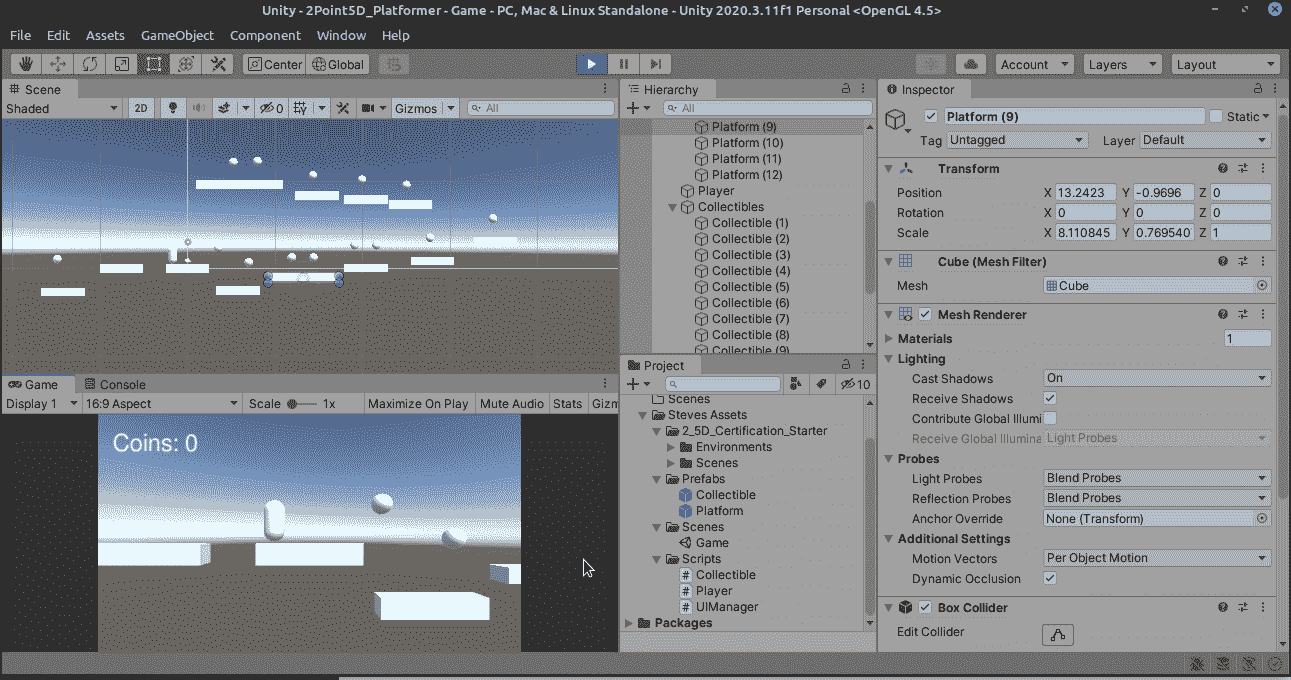 Unity - 2Point5D_Platformer - Game - PC, Mac & Linux Standalone - Unity 2020.3.11f1 Personal <OpenGL 4.5>
File Edit Assets GameObject Component Window Help
Center Global Account Layers Layout
Scene
Shaded 2D 0 Gizmos All
Hierarchy
All
Platform (9)
Platform (10)
Platform (11)
Platform (12)
Player
Collectibles
Collectible (1)
Collectible (2)
Collectible (3)
Collectible (4)
Collectible (5)
Collectible (6)
Collectible (7)
Collectible (8)
Collectible (9)
Game Console
Display 1 16:9 Aspect Scale 1x Maximize On Play Mute Audio Stats Gizm
Coins: 0
Project
10
Scenes
Steves Assets
2_5D_Certification_Starter
Environments
Scenes
Prefabs
Collectible
Platform
Scenes
Game
Scripts
Collectible
Player
UIManager
Packages
Inspector
Platform (9) Static
Tag Untagged Layer Default
Transform
Position X 13.2423 Y -0.9696 Z 0
Rotation X 0 Y 0 Z 0
Scale X 8.110845 Y 0.769540 Z 1
Cube (Mesh Filter)
Mesh Cube
Mesh Renderer
Materials 1
Lighting
Cast Shadows On
Receive Shadows
Contribute Global Illumi
Receive Global Illumina Light Probes
Probes
Light Probes Blend Probes
Reflection Probes Blend Probes
Anchor Override None (Transform)
Additional Settings
Motion Vectors Per Object Motion
Dynamic Occlusion
Box Collider
Edit Collider